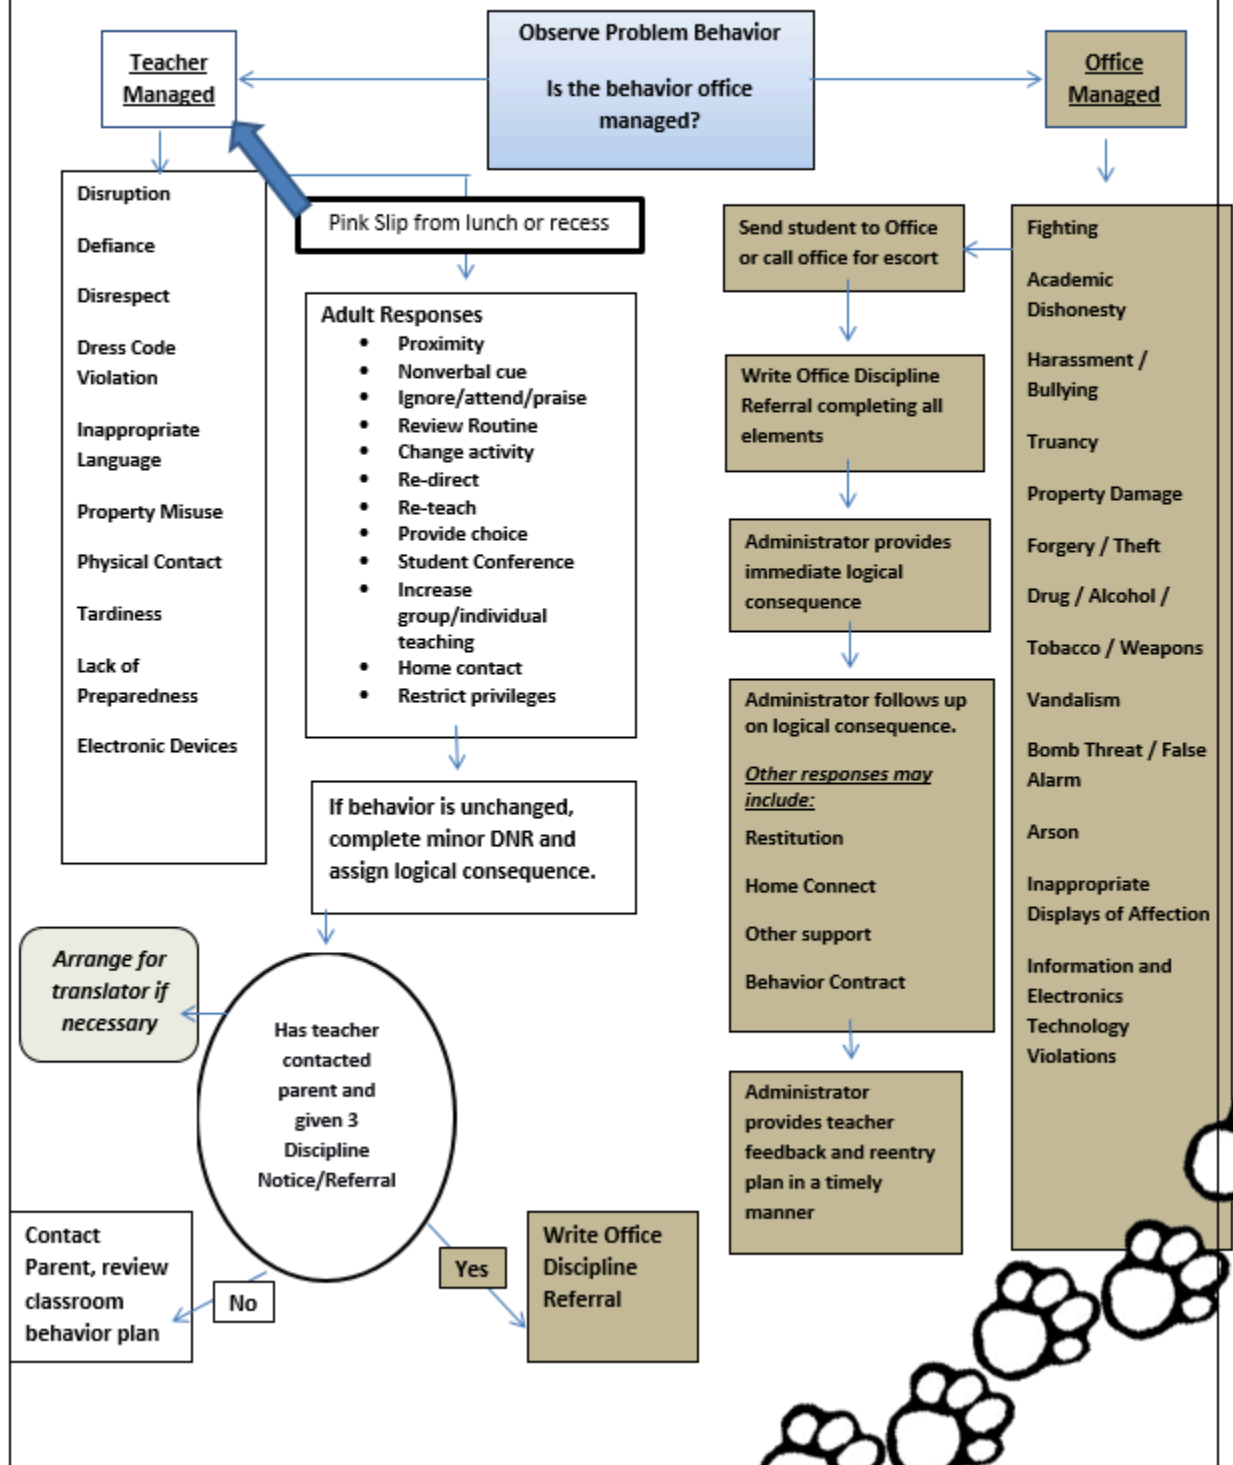 Observe Problem Behavior
Is the behavior office
managed?
Teacher
Managed
Office
Managed
Disruption
Defiance
Disrespect
Dress Code
Violation
Inappropriate
Language
Property Misuse
Physical Contact
Tardiness
Lack of
Preparedness
Electronic Devices
Pink Slip from lunch or recess
Adult Responses
• Proximity
• Nonverbal cue
• Ignore/attend/praise
• Review Routine
• Change activity
• Re-direct
• Re-teach
• Provide choice
• Student Conference
• Increase
group/individual
teaching
• Home contact
• Restrict privileges
If behavior is unchanged,
complete minor DNR and
assign logical consequence.
Arrange for
translator if
necessary
Has teacher
contacted
parent and
given 3
Discipline
Notice/Referral
No
Contact
Parent, review
classroom
behavior plan
Yes
Write Office
Discipline
Referral
Send student to Office
or call office for escort
Write Office Discipline
Referral completing all
elements
Administrator provides
immediate logical
consequence
Administrator follows up
on logical consequence.
Other responses may
include:
Restitution
Home Connect
Other support
Behavior Contract
Administrator
provides teacher
feedback and reentry
plan in a timely
manner
Fighting
Academic
Dishonesty
Harassment /
Bullying
Truancy
Property Damage
Forgery / Theft
Drug / Alcohol /
Tobacco / Weapons
Vandalism
Bomb Threat / False
Alarm
Arson
Inappropriate
Displays of Affection
Information and
Electronics
Technology
Violations